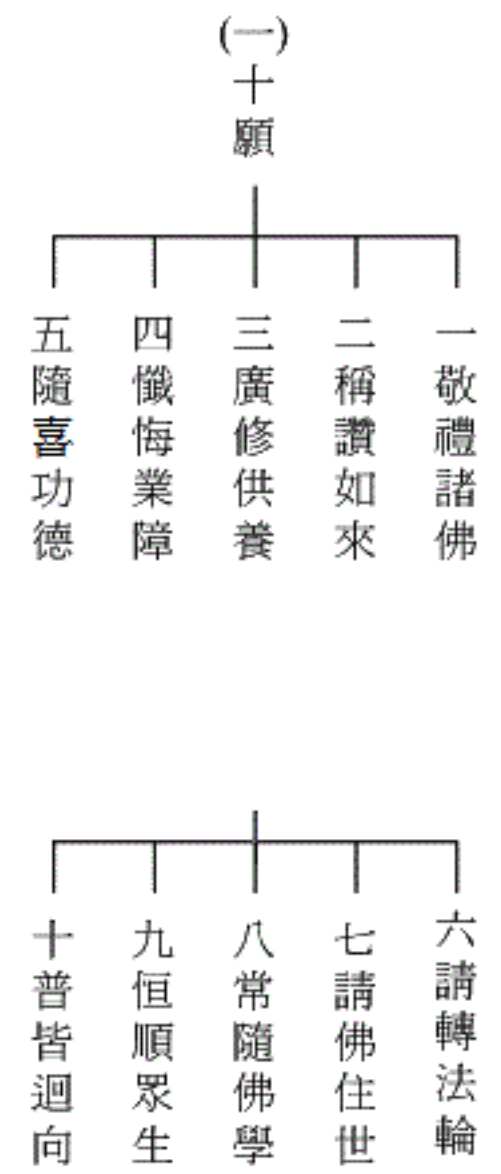 (一)十願
一敬禮諸佛
二稱讚如來
三廣修供養
四懺悔業障
五隨喜功德
六請轉法輪
七請佛住世
八常隨佛學
九恒順眾生
十普皆迴向